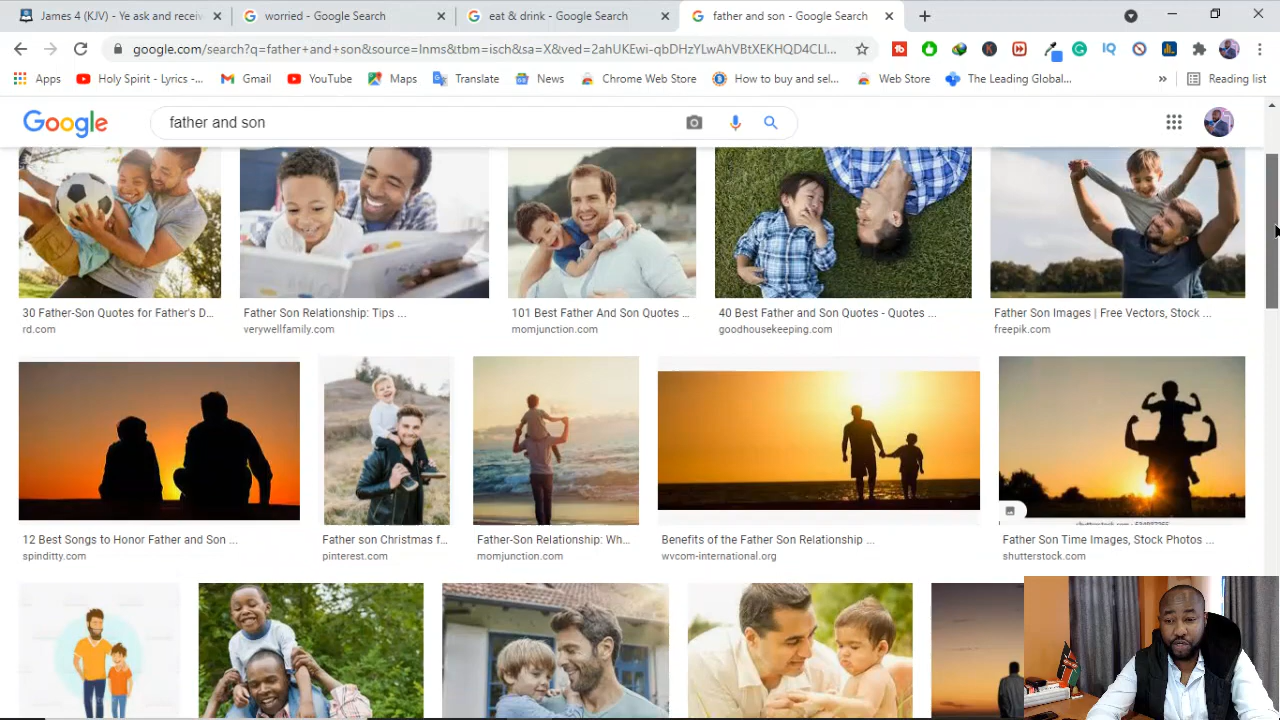 James 4 (KJV) - Ye ask and receiv
worried - Google Search
eat & drink - Google Search
father and son - Google Search
google.com/search?q=father+and+son&source=lnms&tbm=isch&sa=X&ved=2ahUKEwi-qbDHzYLwAhVBtXEKHQD4CLI...
Apps
Holy Spirit - Lyrics -...
Gmail
YouTube
Maps
Translate
News
Chrome Web Store
How to buy and sel...
Web Store
The Leading Global...
»
Reading list
Google
father and son
30 Father-Son Quotes for Father's D...
rd.com
Father Son Relationship: Tips ...
verywellfamily.com
101 Best Father And Son Quotes ...
momjunction.com
40 Best Father and Son Quotes - Quotes ...
goodhousekeeping.com
Father Son Images | Free Vectors, Stock ...
freepik.com
12 Best Songs to Honor Father and Son ...
spinditty.com
Father son Christmas f...
pinterest.com
Father-Son Relationship: Wh...
momjunction.com
Benefits of the Father Son Relationship ...
wvcom-international.org
Father Son Time Images, Stock Photos ...
shutterstock.com